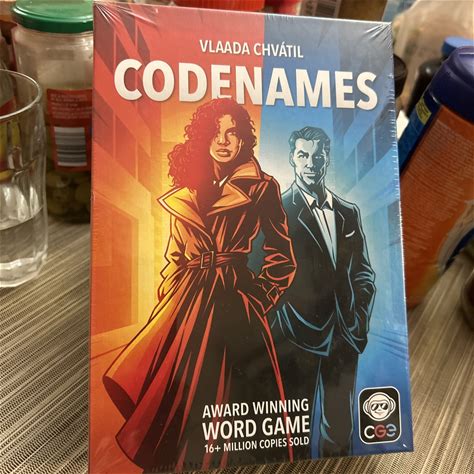 VLAADA CHVÁTIL
CODENAMES
AWARD WINNING
WORD GAME
16+ MILLION COPIES SOLD
CGE